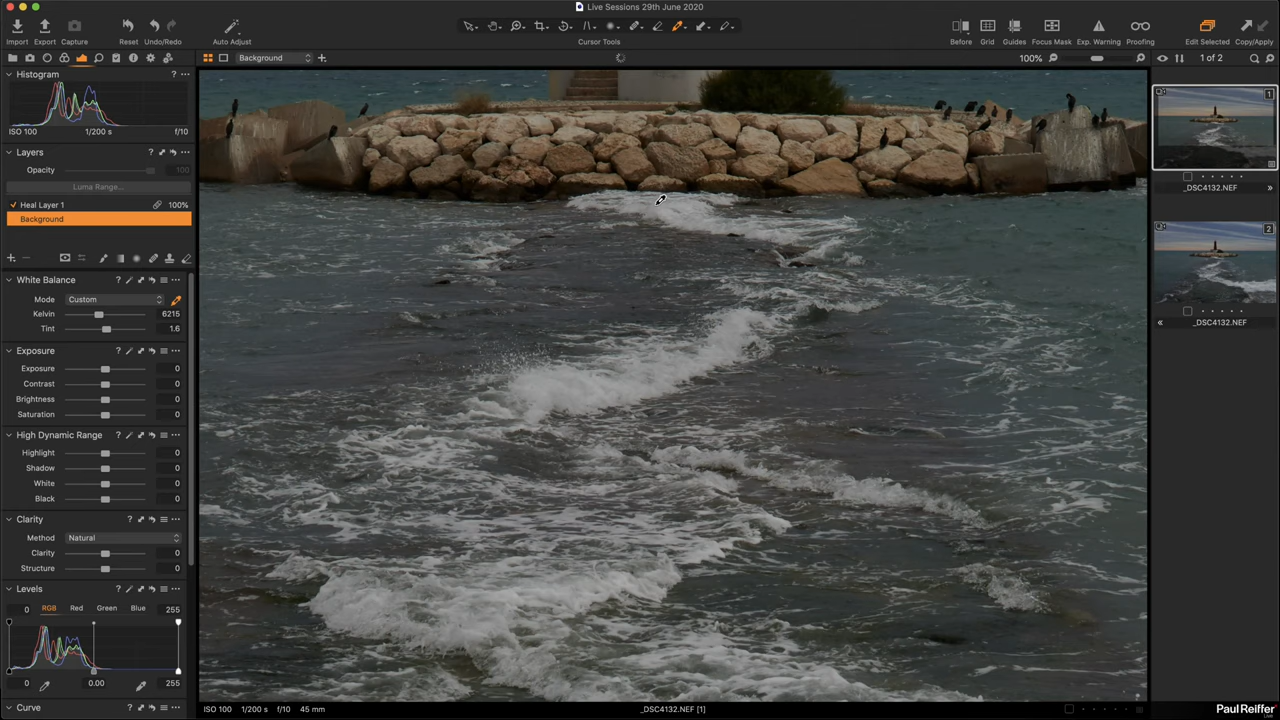 Live Sessions 29th June 2020
Import Export Capture Reset Undo/Redo Auto Adjust Cursor Tools Before Grid Guides Focus Mask Exp. Warning Proofing Edit Selected Copy/Apply
Background
100%
1 of 2
Histogram
ISO 100 1/200 s f/10
Layers
Opacity 100
Luma Range...
Heal Layer 1 100%
Background
White Balance
Mode Custom
Kelvin 6215
Tint 1.6
Exposure
Exposure 0
Contrast 0
Brightness 0
Saturation 0
High Dynamic Range
Highlight 0
Shadow 0
White 0
Black 0
Clarity
Method Natural
Clarity 0
Structure 0
Levels
0 RGB Red Green Blue 255
0 0.00 255
Curve
ISO 100 1/200 s f/10 45 mm
_DSC4132.NEF [1]
1
_DSC4132.NEF
2
_DSC4132.NEF
Paul Reiffer
Live